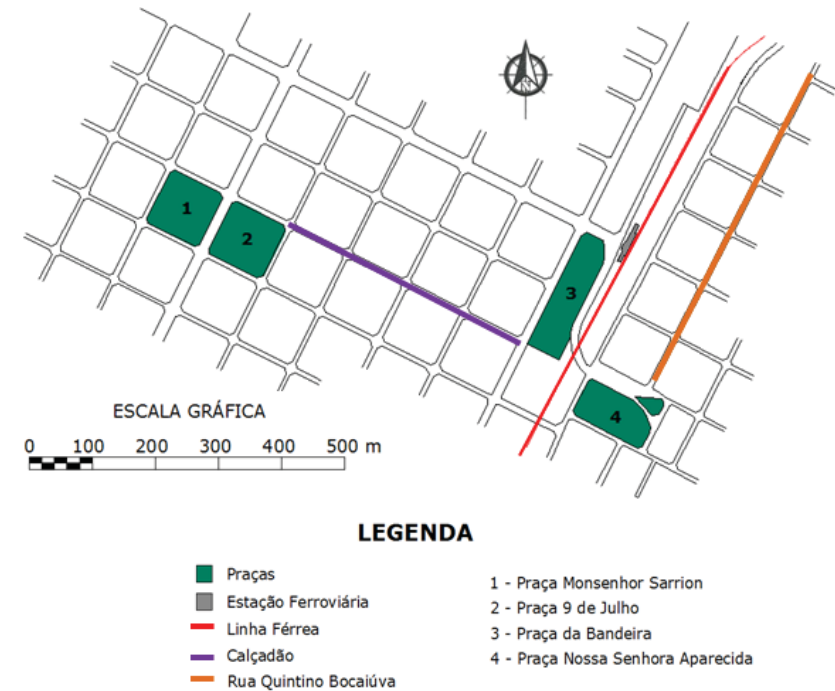 N
1
2
3
4
ESCALA GRÁFICA
0 100 200 300 400 500 m
LEGENDA
Praças
Estação Ferroviária
Linha Férrea
Calçadão
Rua Quintino Bocaiúva
1 - Praça Monsenhor Sarrion
2 - Praça 9 de Julho
3 - Praça da Bandeira
4 - Praça Nossa Senhora Aparecida